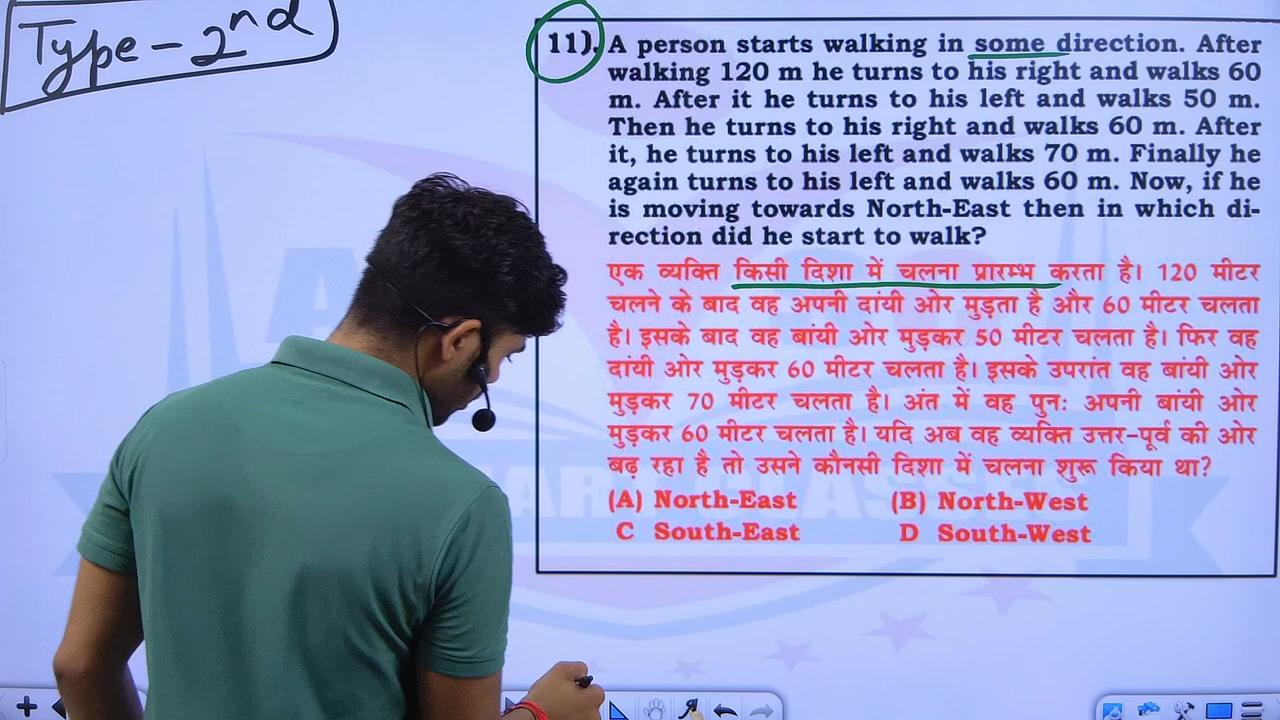 Type - 2nd
11). A person starts walking in some direction. After
walking 120 m he turns to his right and walks 60
m. After it he turns to his left and walks 50 m.
Then he turns to his right and walks 60 m. After
it, he turns to his left and walks 70 m. Finally he
again turns to his left and walks 60 m. Now, if he
is moving towards North-East then in which di-
rection did he start to walk?
एक व्यक्ति किसी दिशा में चलना प्रारम्भ करता है। 120 मीटर
चलने के बाद वह अपनी दांयी ओर मुड़ता है और 60 मीटर चलता
है। इसके बाद वह बांयी ओर मुड़कर 50 मीटर चलता है। फिर वह
दांयी ओर मुड़कर 60 मीटर चलता है। इसके उपरांत वह बांयी ओर
मुड़कर 70 मीटर चलता है। अंत में वह पुनः अपनी बांयी ओर
मुड़कर 60 मीटर चलता है। यदि अब वह व्यक्ति उत्तर-पूर्व की ओर
बढ़ रहा है तो उसने कौनसी दिशा में चलना शुरू किया था?
(A) North-East (B) North-West
C South-East D South-West